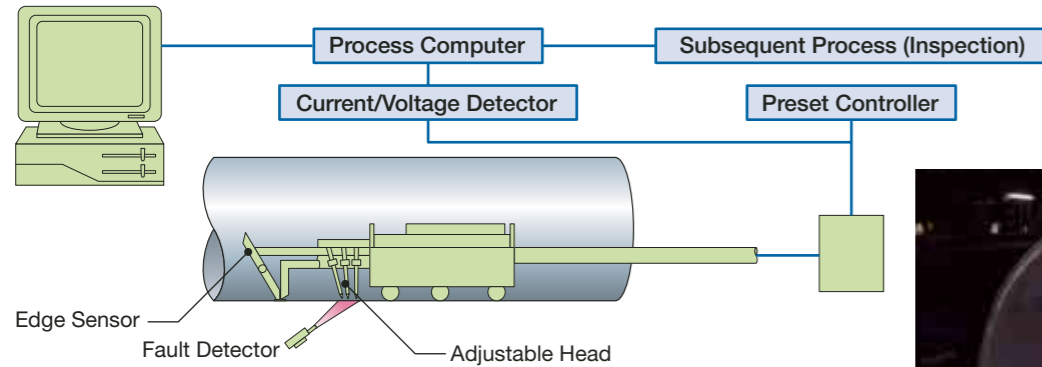 Process Computer
Subsequent Process (Inspection)
Current/Voltage Detector
Preset Controller
Edge Sensor
Fault Detector
Adjustable Head